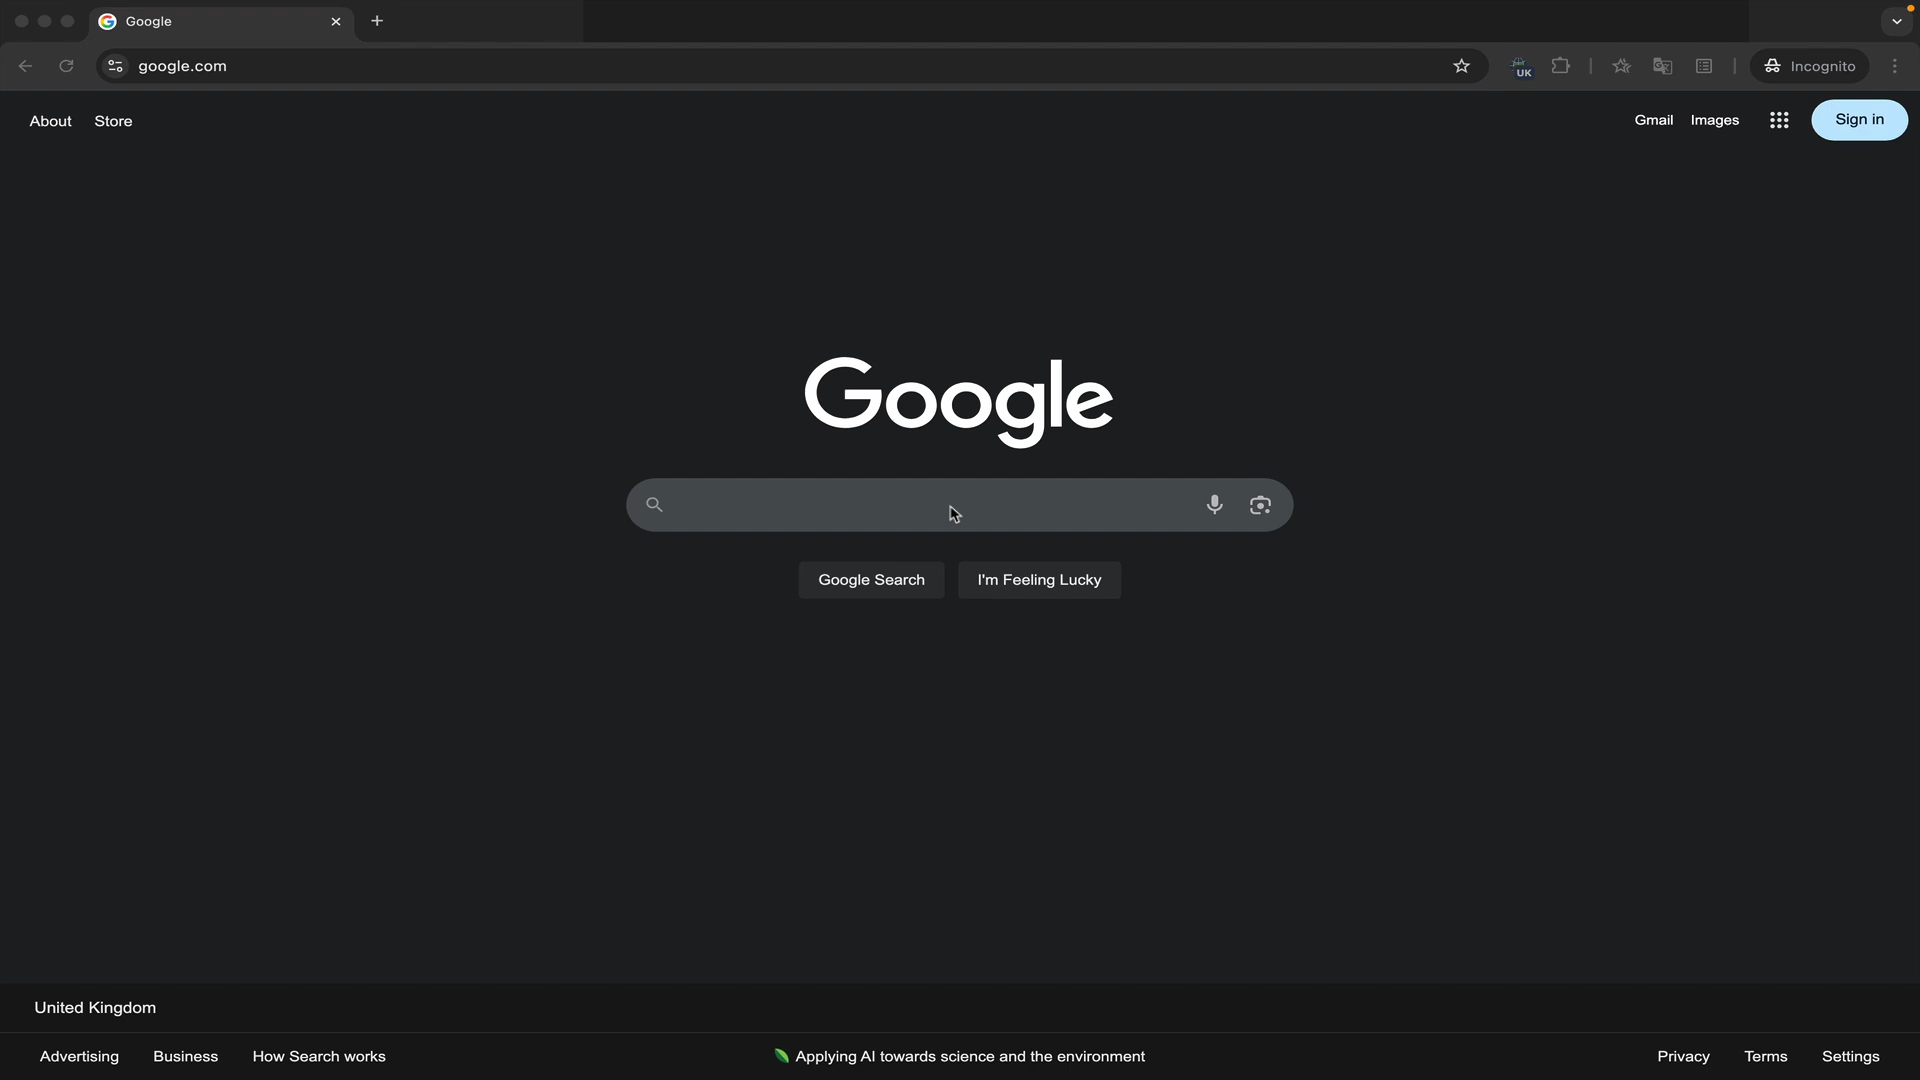 Google
google.com
UK
Incognito
About
Store
Gmail
Images
Sign in
Google
Google Search
I'm Feeling Lucky
United Kingdom
Advertising
Business
How Search works
Applying AI towards science and the environment
Privacy
Terms
Settings